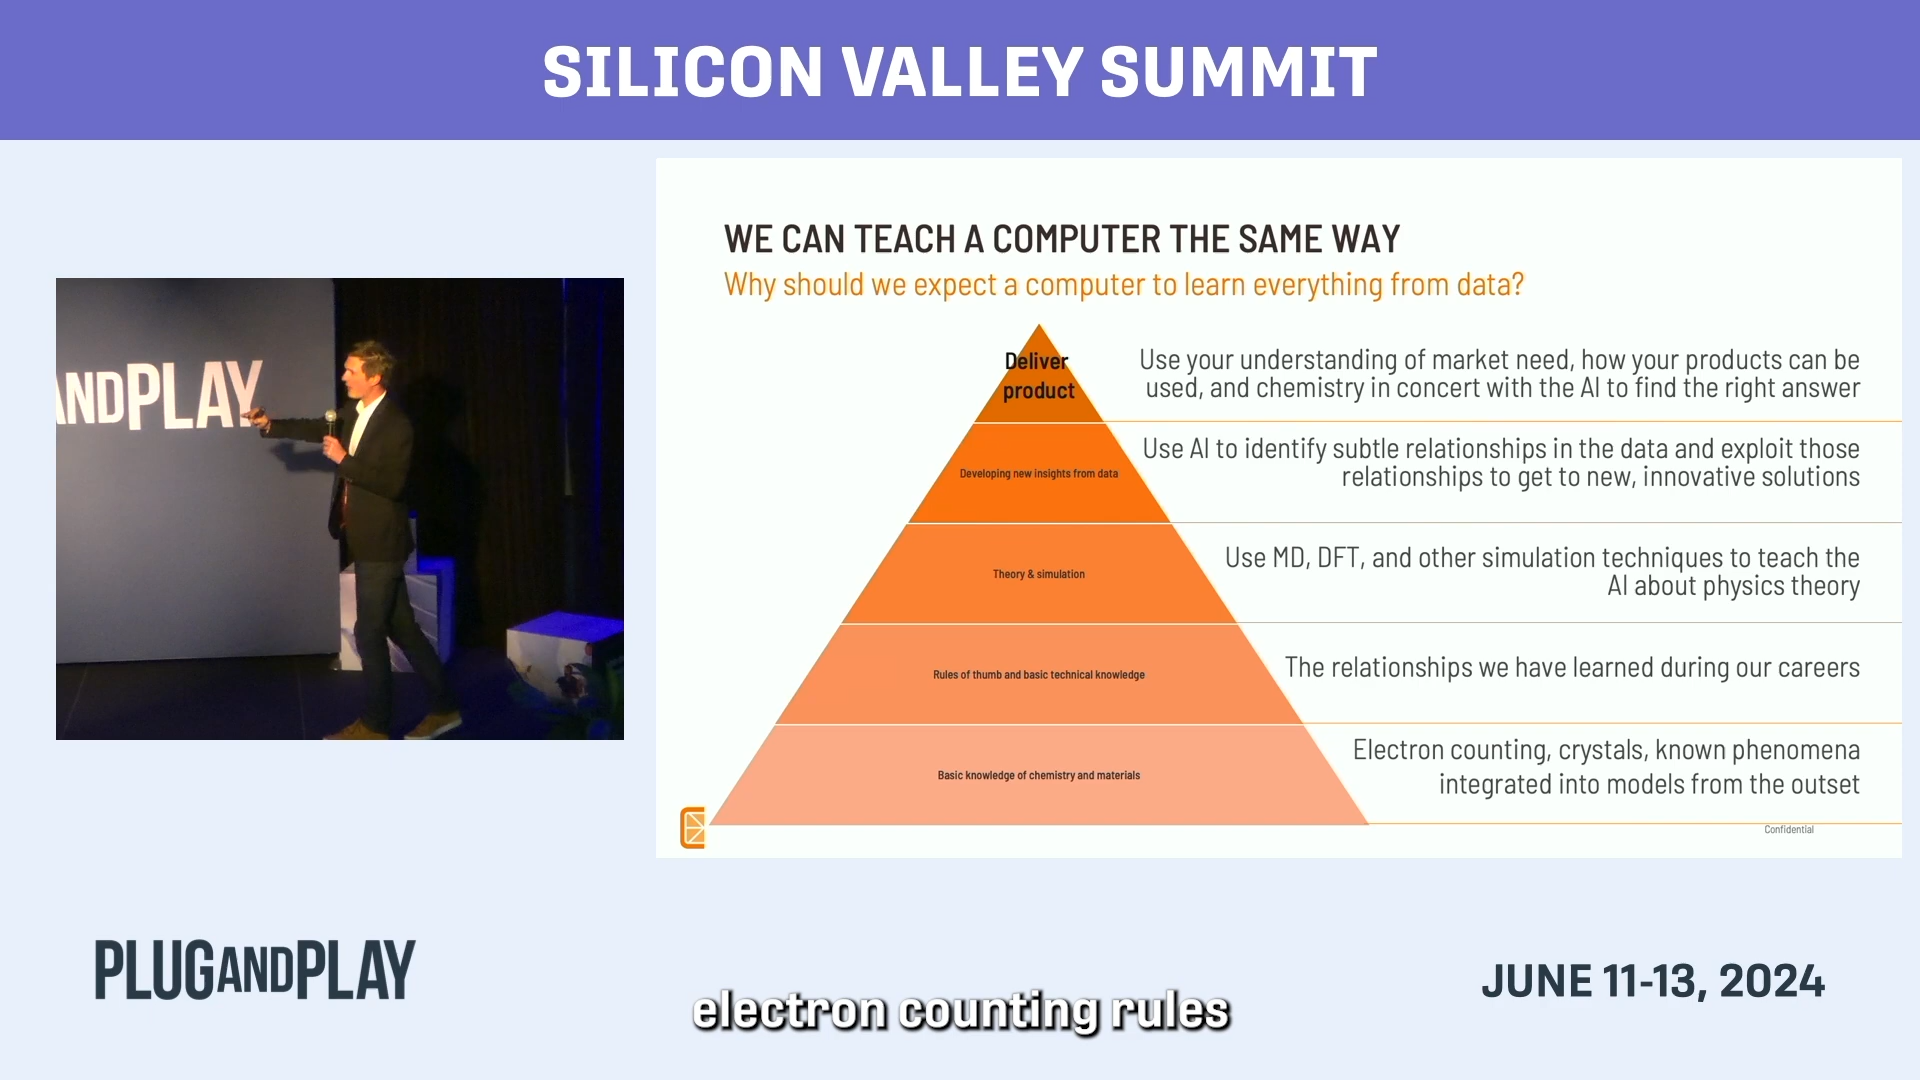 SILICON VALLEY SUMMIT
ANDPLAY
WE CAN TEACH A COMPUTER THE SAME WAY
Why should we expect a computer to learn everything from data?
Deliver
product
Use your understanding of market need, how your products can be
used, and chemistry in concert with the AI to find the right answer
Developing new insights from data
Use AI to identify subtle relationships in the data and exploit those
relationships to get to new, innovative solutions
Theory & simulation
Use MD, DFT, and other simulation techniques to teach the
AI about physics theory
Rules of thumb and basic technical knowledge
The relationships we have learned during our careers
Basic knowledge of chemistry and materials
Electron counting, crystals, known phenomena
integrated into models from the outset
Confidential
PLUGANDPLAY
JUNE 11-13, 2024
electron counting rules